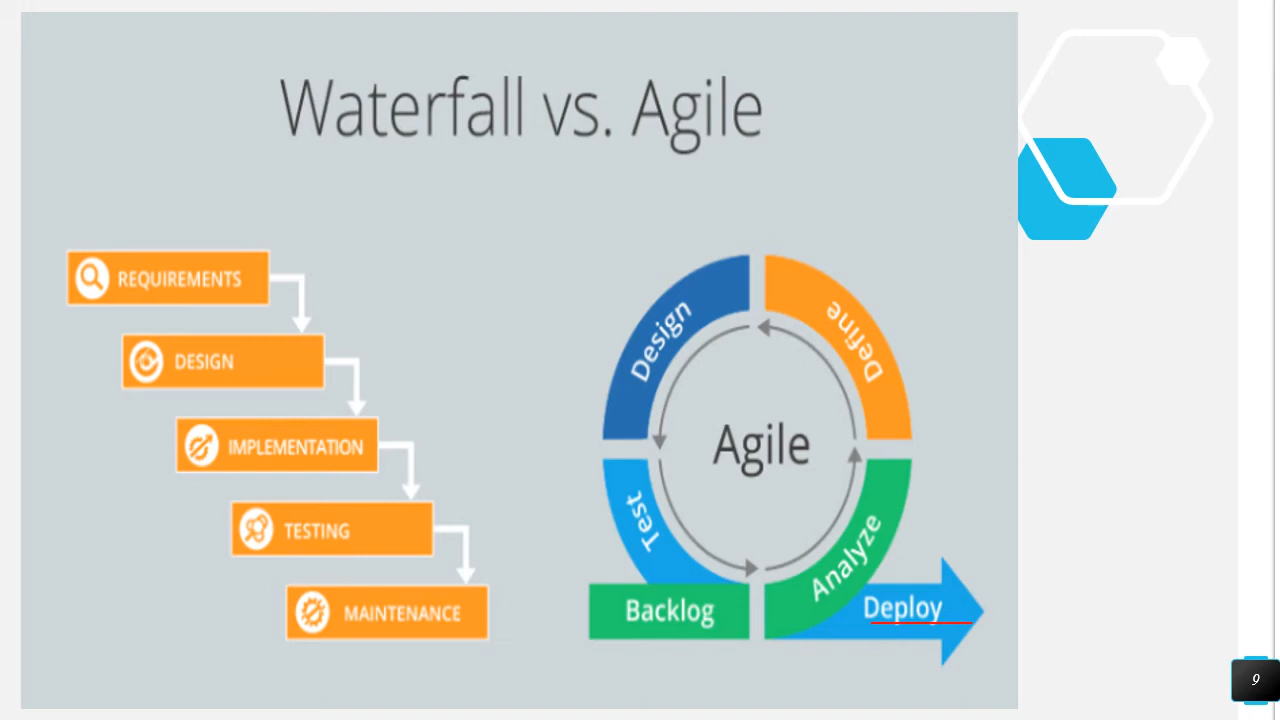 Waterfall vs. Agile
REQUIREMENTS
DESIGN
IMPLEMENTATION
TESTING
MAINTENANCE
Design
Define
Agile
Test
Analyze
Backlog
Deploy
9